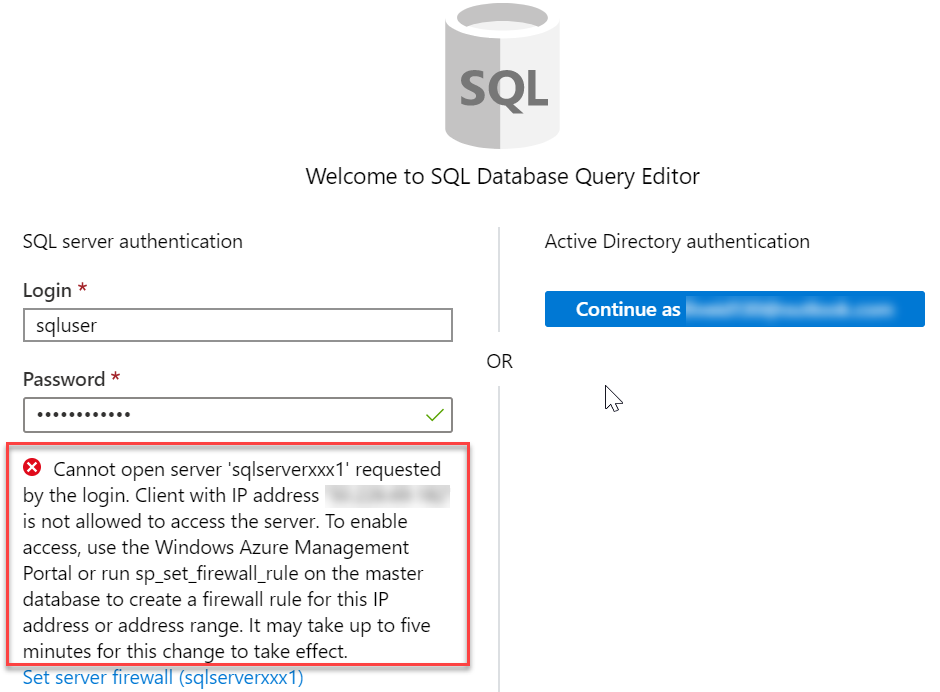 SQL
Welcome to SQL Database Query Editor
SQL server authentication
Login *
sqluser
Password *
••••••••••••
Cannot open server 'sqlserverxxx1' requested
by the login. Client with IP address
is not allowed to access the server. To enable
access, use the Windows Azure Management
Portal or run sp_set_firewall_rule on the master
database to create a firewall rule for this IP
address or address range. It may take up to five
minutes for this change to take effect.
Set server firewall (sqlserverxxx1)
OR
Active Directory authentication
Continue as